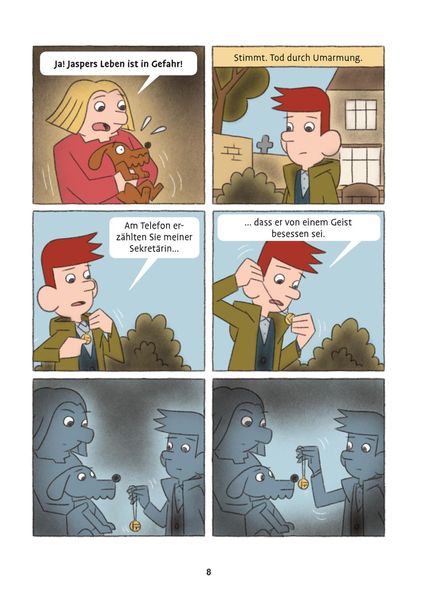 Ja! Jaspers Leben ist in Gefahr!
Stimmt. Tod durch Umarmung.
Am Telefon er-
zählten Sie meiner
Sekretärin...
... dass er von einem Geist
besessen sei.
8